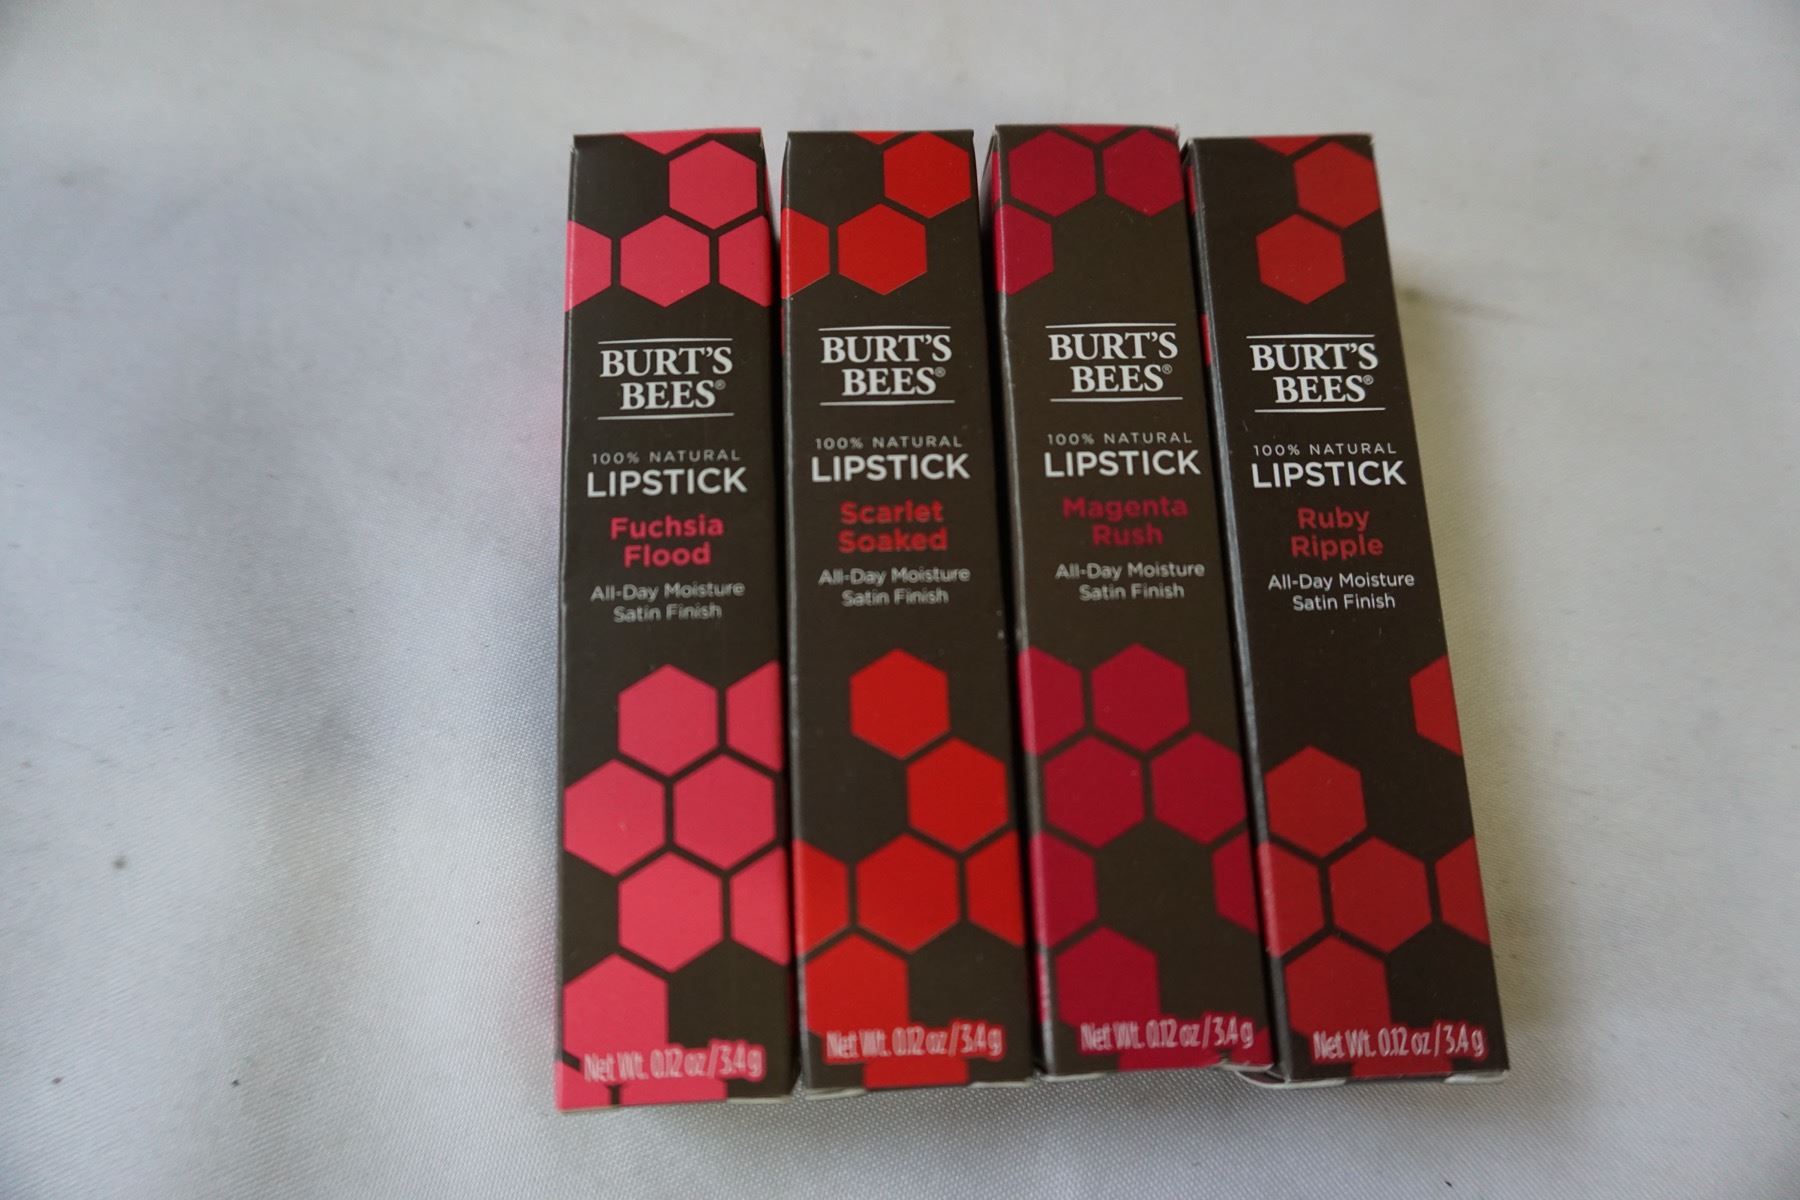 BURT'S
BEES®
100% NATURAL
LIPSTICK
Fuchsia
Flood
All-Day Moisture
Satin Finish
Net Wt. 0.12 oz / 3.4 g
BURT'S
BEES®
100% NATURAL
LIPSTICK
Scarlet
Soaked
All-Day Moisture
Satin Finish
Net Wt. 0.12 oz / 3.4 g
BURT'S
BEES®
100% NATURAL
LIPSTICK
Magenta
Rush
All-Day Moisture
Satin Finish
Net Wt. 0.12 oz / 3.4 g
BURT'S
BEES®
100% NATURAL
LIPSTICK
Ruby
Ripple
All-Day Moisture
Satin Finish
Net Wt. 0.12 oz / 3.4 g